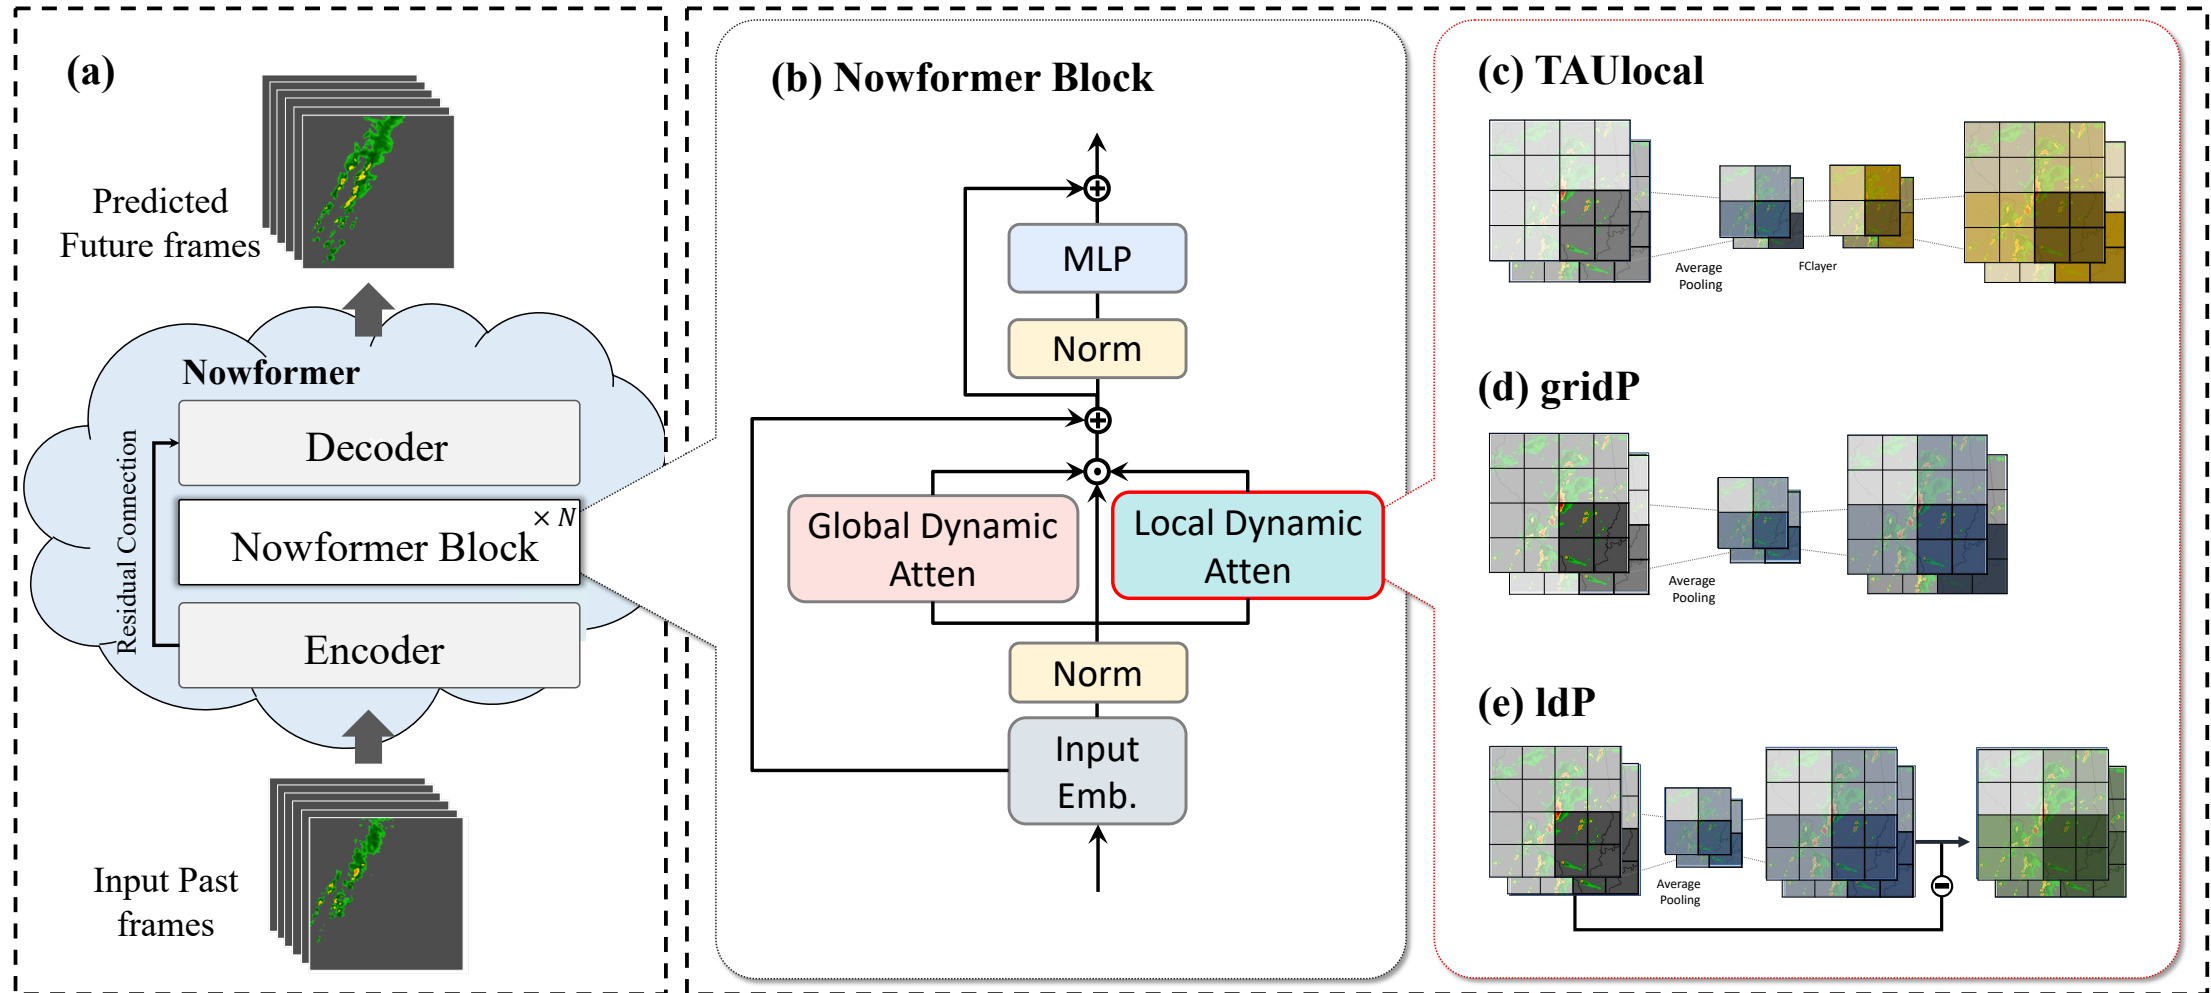 (a)
Predicted
Future frames
Nowformer
Decoder
Residual Connection
× N
Nowformer Block
Encoder
Input Past
frames
(b) Nowformer Block
MLP
Norm
Global Dynamic
Atten
Local Dynamic
Atten
Norm
Input
Emb.
(c) TAUlocal
Average
Pooling
FClayer
(d) gridP
Average
Pooling
(e) ldP
Average
Pooling